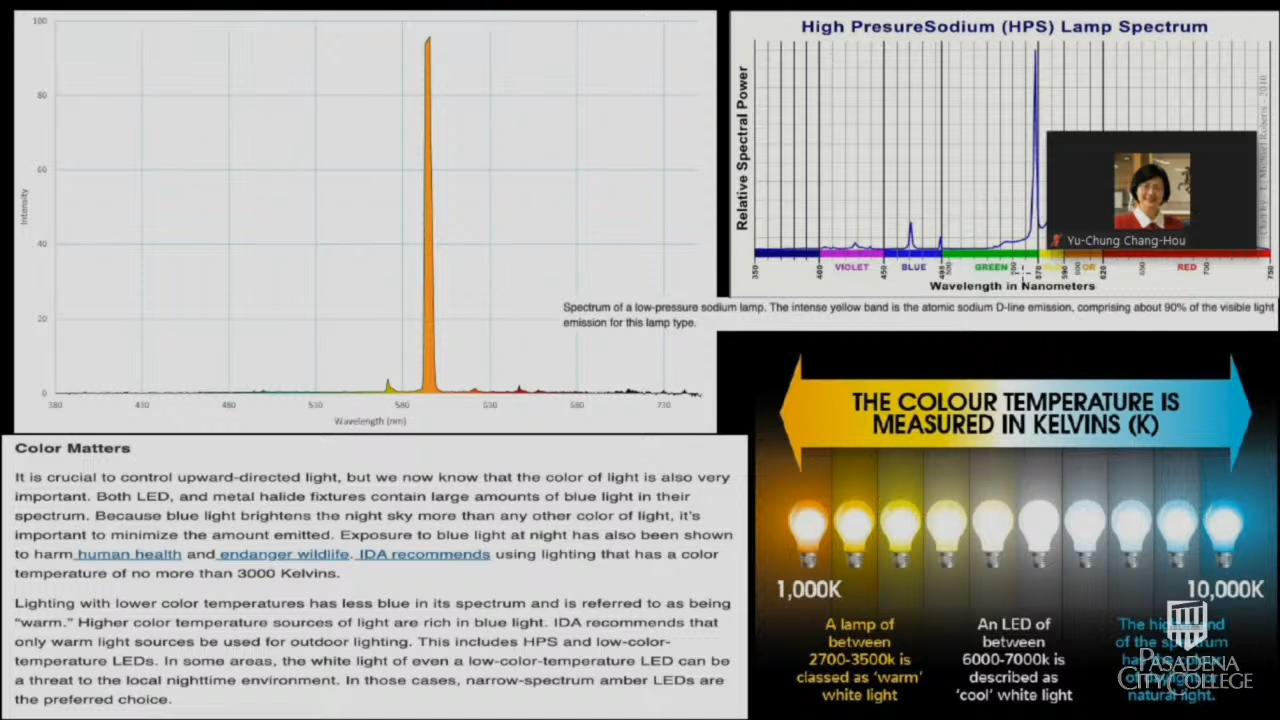 100
80
60
40
20
0
Intensity
380
430
480
530
580
630
680
730
Wavelength (nm)
High PresureSodium (HPS) Lamp Spectrum
Relative Spectral Power
Yu-Chung Chang-Hou
VIOLET
BLUE
GREEN
OR
RED
350
400
450
495
500
570
590
600
620
650
700
750
Wavelength in Nanometers
Spectrum of a low-pressure sodium lamp. The intense yellow band is the atomic sodium D-line emission, comprising about 90% of the visible light
emission for this lamp type.
Color Matters
It is crucial to control upward-directed light, but we now know that the color of light is also very
important. Both LED, and metal halide fixtures contain large amounts of blue light in their
spectrum. Because blue light brightens the night sky more than any other color of light, it's
important to minimize the amount emitted. Exposure to blue light at night has also been shown
to harm human health and endanger wildlife. IDA recommends using lighting that has a color
temperature of no more than 3000 Kelvins.
Lighting with lower color temperatures has less blue in its spectrum and is referred to as being
“warm.” Higher color temperature sources of light are rich in blue light. IDA recommends that
only warm light sources be used for outdoor lighting. This includes HPS and low-color-
temperature LEDs. In some areas, the white light of even a low-color-temperature LED can be
a threat to the local nighttime environment. In those cases, narrow-spectrum amber LEDs are
the preferred choice.
THE COLOUR TEMPERATURE IS
MEASURED IN KELVINS (K)
1,000K
10,000K
A lamp of
between
2700-3500k is
classed as ‘warm’
white light
An LED of
between
6000-7000k is
described as
‘cool’ white light
The
of the spectrum
natural light.
PASADENA
CITY COLLEGE